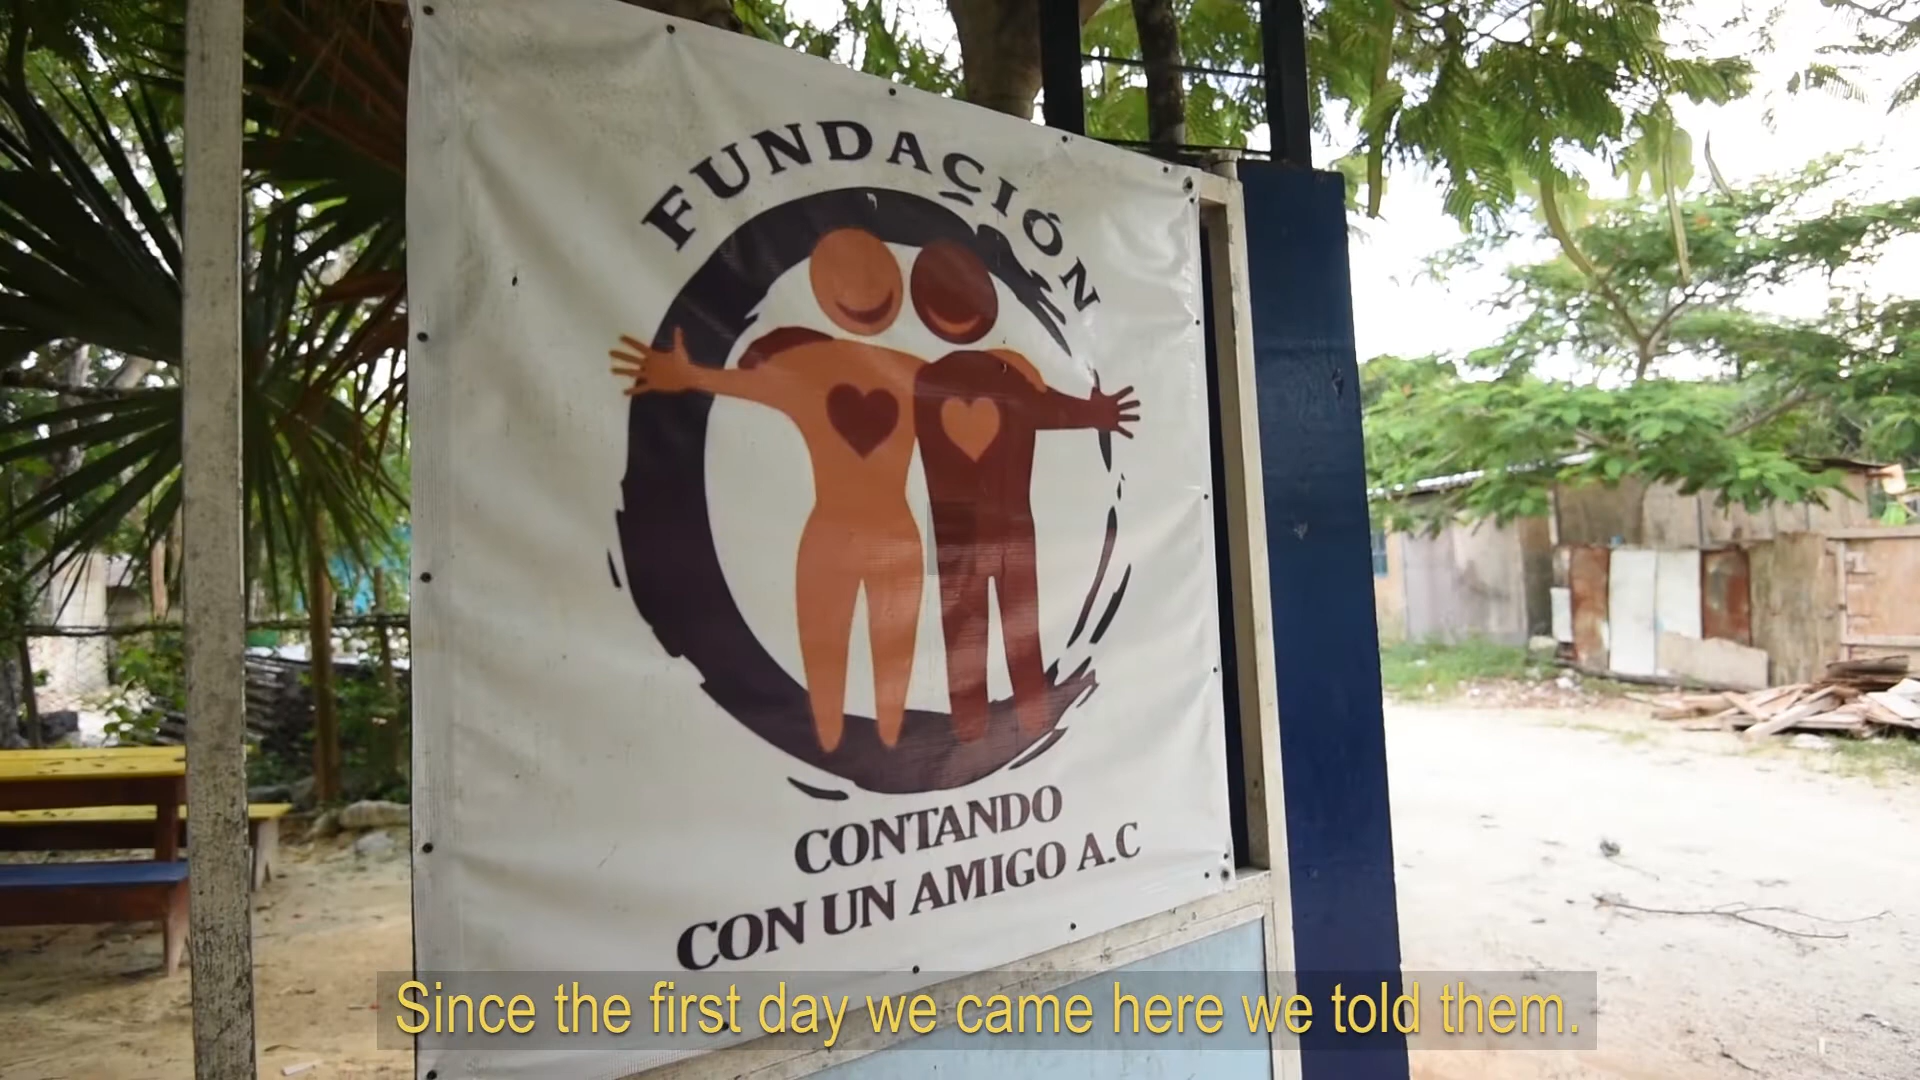 FUNDACIÓN
CONTANDO
CON UN AMIGO A.C
Since the first day we came here we told them.